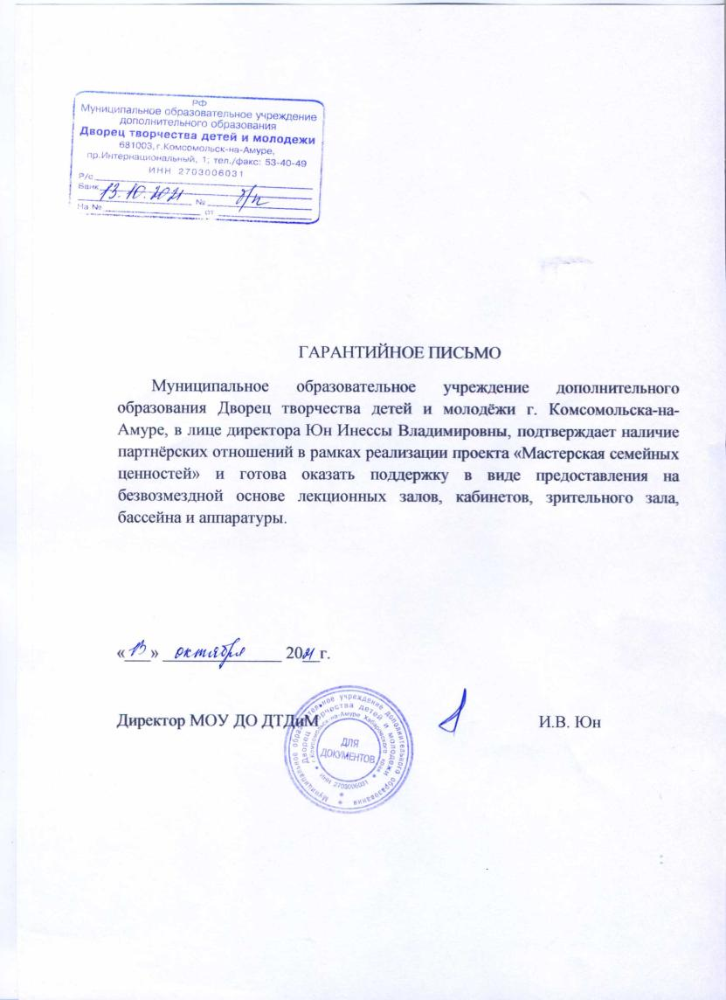 РФ
Муниципальное образовательное учреждение
дополнительного образования
Дворец творчества детей и молодежи
681003, г.Комсомольск-на-Амуре,
пр.Интернациональный, 1; тел./факс: 53-40-49
ИНН 2703006031
Р/с
Банк
13.10.2021 № б/н
На № от
ГАРАНТИЙНОЕ ПИСЬМО
Муниципальное образовательное учреждение дополнительного
образования Дворец творчества детей и молодёжи г. Комсомольска-на-
Амуре, в лице директора Юн Инессы Владимировны, подтверждает наличие
партнёрских отношений в рамках реализации проекта «Мастерская семейных
ценностей» и готова оказать поддержку в виде предоставления на
безвозмездной основе лекционных залов, кабинетов, зрительного зала,
бассейна и аппаратуры.
«13» октября 2021 г.
Директор МОУ ДО ДТДиМ И.В. Юн
Муниципальное образовательное учреждение дополнительного образования
Дворец творчества детей и молодежи
г.Комсомольск-на-Амуре Хабаровского края
ИНН 2703006031
ДЛЯ
ДОКУМЕНТОВ